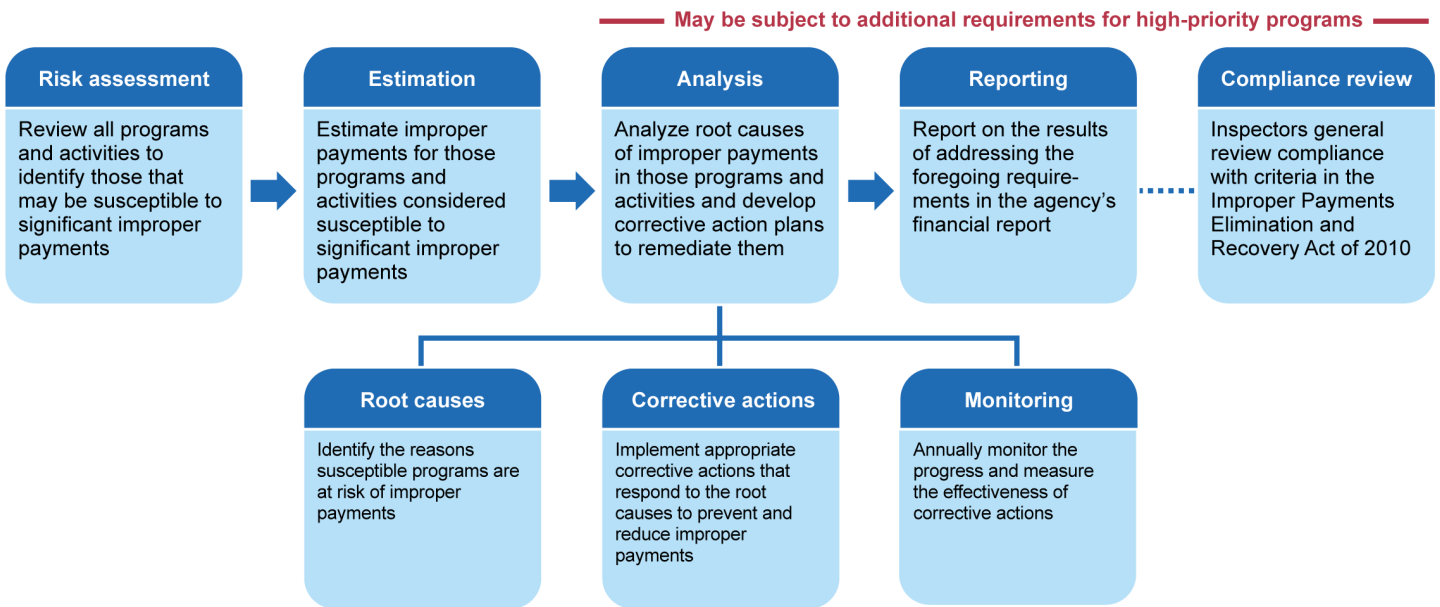 May be subject to additional requirements for high-priority programs
Risk assessment
Review all programs
and activities to
identify those that
may be susceptible to
significant improper
payments
Estimation
Estimate improper
payments for those
programs and
activities considered
susceptible to
significant improper
payments
Analysis
Analyze root causes
of improper payments
in those programs and
activities and develop
corrective action plans
to remediate them
Reporting
Report on the results
of addressing the
foregoing require-
ments in the agency’s
financial report
Compliance review
Inspectors general
review compliance
with criteria in the
Improper Payments
Elimination and
Recovery Act of 2010
Root causes
Identify the reasons
susceptible programs are
at risk of improper
payments
Corrective actions
Implement appropriate
corrective actions that
respond to the root
causes to prevent and
reduce improper
payments
Monitoring
Annually monitor the
progress and measure
the effectiveness of
corrective actions